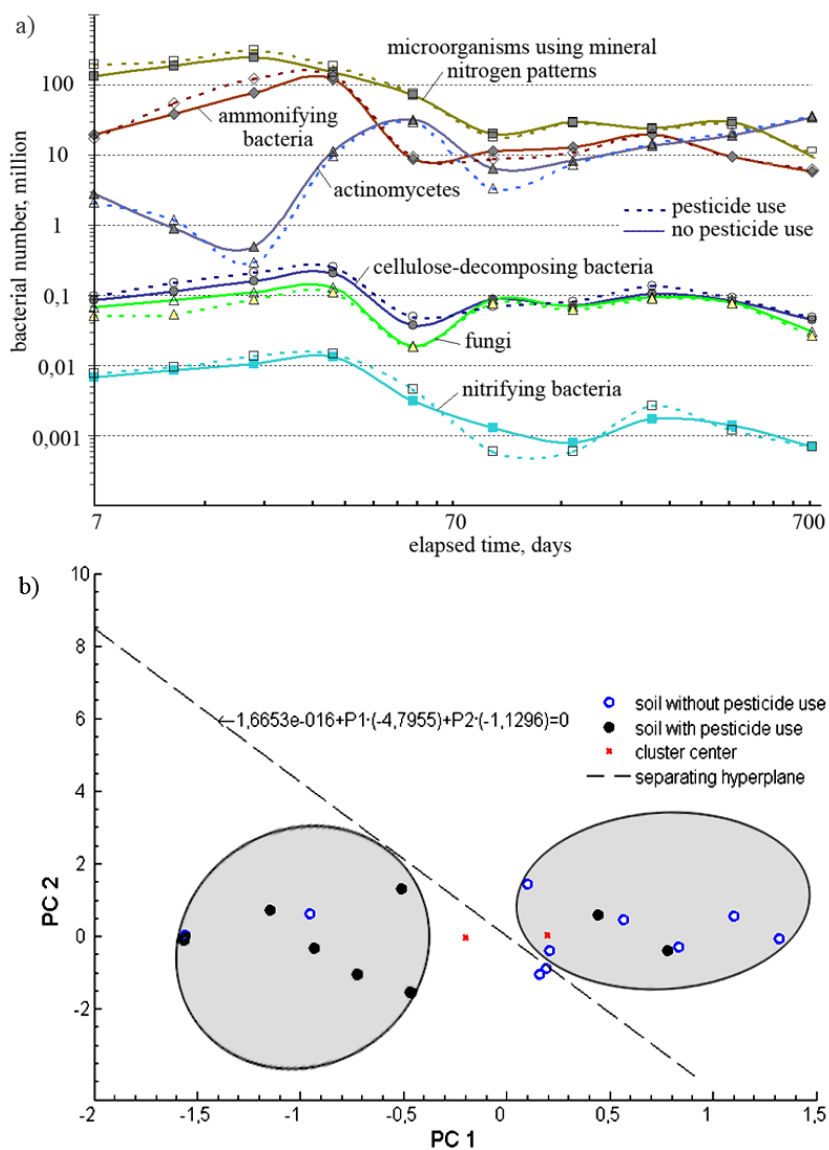 a)
bacterial number, million
100
10
1
0,1
0,01
0,001
microorganisms using mineral
nitrogen patterns
ammonifying
bacteria
actinomycetes
pesticide use
no pesticide use
cellulose-decomposing bacteria
fungi
nitrifying bacteria
7
70
700
elapsed time, days
b)
PC 2
10
8
6
4
2
0
-2
1,6653e-016+P1·(-4,7955)+P2·(-1,1296)=0
soil without pesticide use
soil with pesticide use
cluster center
separating hyperplane
-2
-1,5
-1
-0,5
0
0,5
1
1,5
PC 1